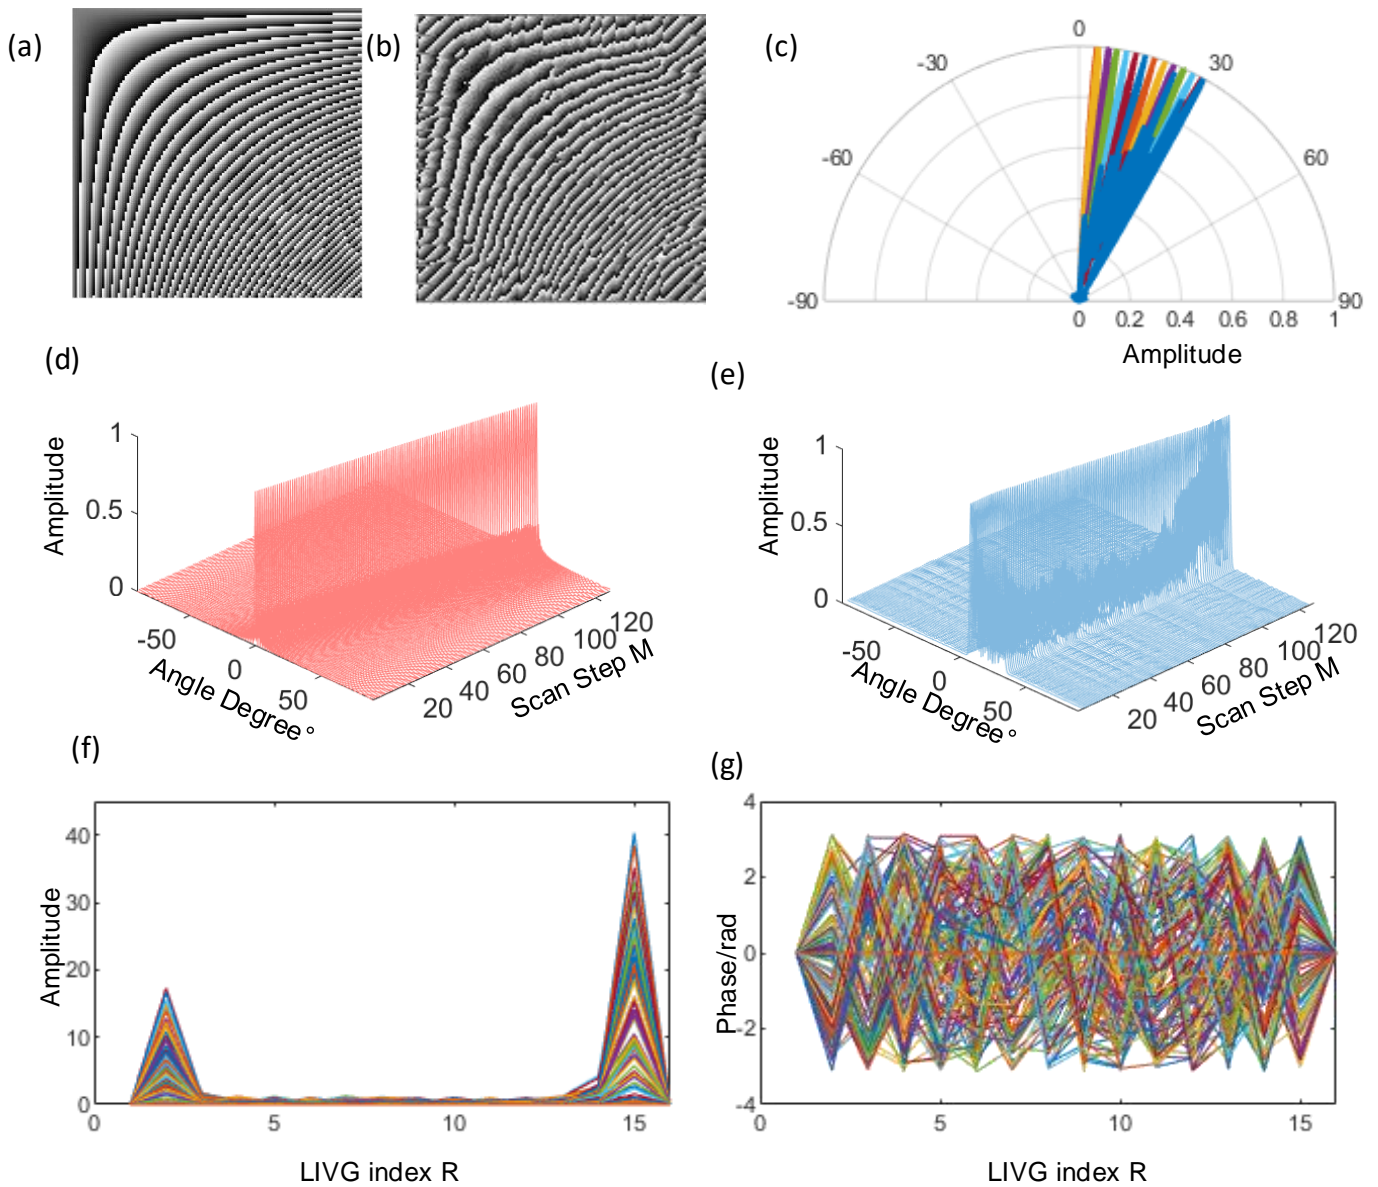 (a)
(b)
(c)
0
-30
30
-60
60
-90
90
0 0.2 0.4 0.6 0.8 1
Amplitude
(d)
Amplitude
1
0.5
0
-50
0
50
Angle Degree°
20 40 60 80 100 120
Scan Step M
(e)
Amplitude
1
0.5
0
-50
0
50
Angle Degree°
20 40 60 80 100 120
Scan Step M
(f)
Amplitude
40
30
20
10
0
0 5 10 15
LIVG index R
(g)
Phase/rad
4
2
0
-2
-4
0 5 10 15
LIVG index R